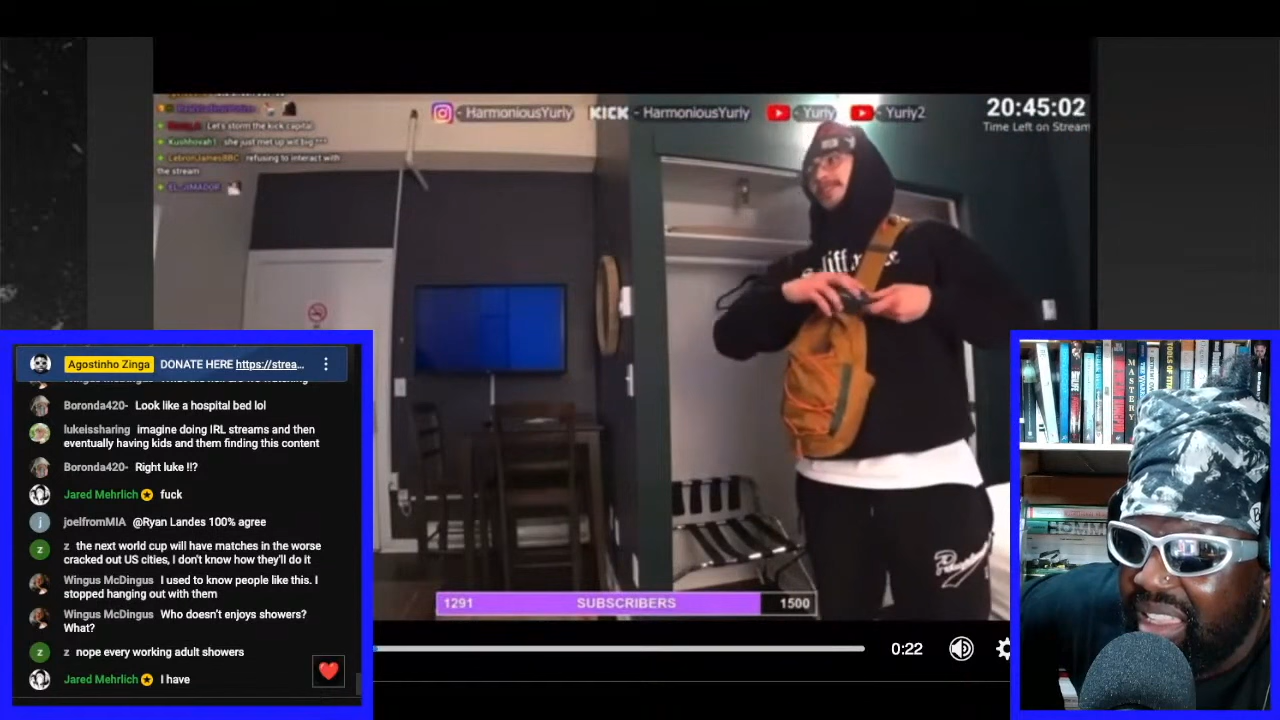 HarmoniousYuriy KICK - HarmoniousYuriy - Yuriy - Yuriy2
20:45:02
Time Left on Stream
Let's storm the kick capital
Kushhovah1: she just met up wit big ***
LebronJamesBBC: refusing to interact with
the stream
EL-JIMADOR:
1291 SUBSCRIBERS 1500
0:22
Agostinho Zinga DONATE HERE https://strea...
Boronda420- Look like a hospital bed lol
lukeissharing imagine doing IRL streams and then
eventually having kids and them finding this content
Boronda420- Right luke !!?
Jared Mehrlich fuck
j joelfromMIA @Ryan Landes 100% agree
z z the next world cup will have matches in the worse
cracked out US cities, I don't know how they'll do it
Wingus McDingus I used to know people like this. I
stopped hanging out with them
Wingus McDingus Who doesn't enjoys showers?
What?
z z nope every working adult showers
Jared Mehrlich I have
MASTERY